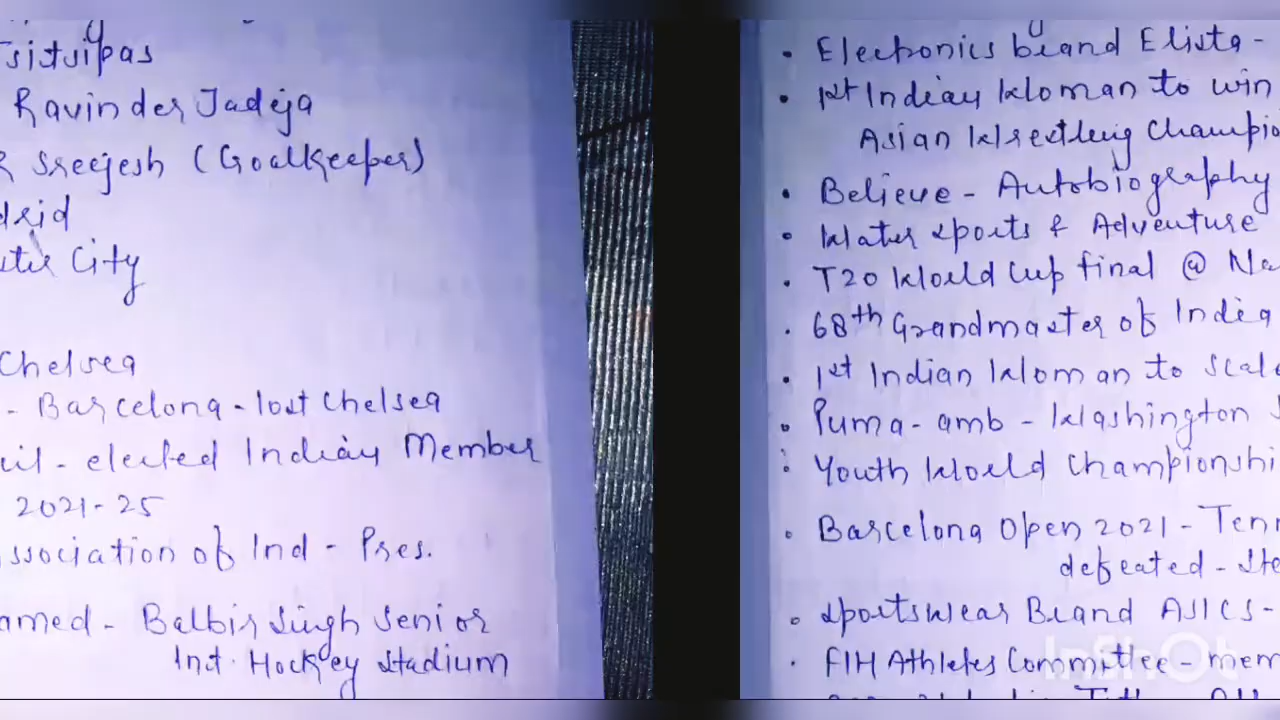 Tsitsipas
Ravinder Jadeja
R Sreejesh (Goalkeeper)
drid
City
Chelsea
- Barcelona - lost Chelsea
cil - elected Indian Member
2021-25
ssociation of Ind - Pres.
amed - Balbir Singh Senior
Int. Hockey Stadium
• Electronics brand Elista -
• 1st Indian Woman to win
Asian Wrestling Champio
• Believe - Autobiography
• Water sports & Adventure
• T20 World Cup final @ Na
• 68th Grandmaster of India
• 1st Indian Woman to scale
• Puma - amb - Washington
• Youth World Championshi
• Barcelona Open 2021 - Tenn
defeated - Ste
• Sportswear Brand ASICS -
• FIH Athletes Committee - mem
InShOt